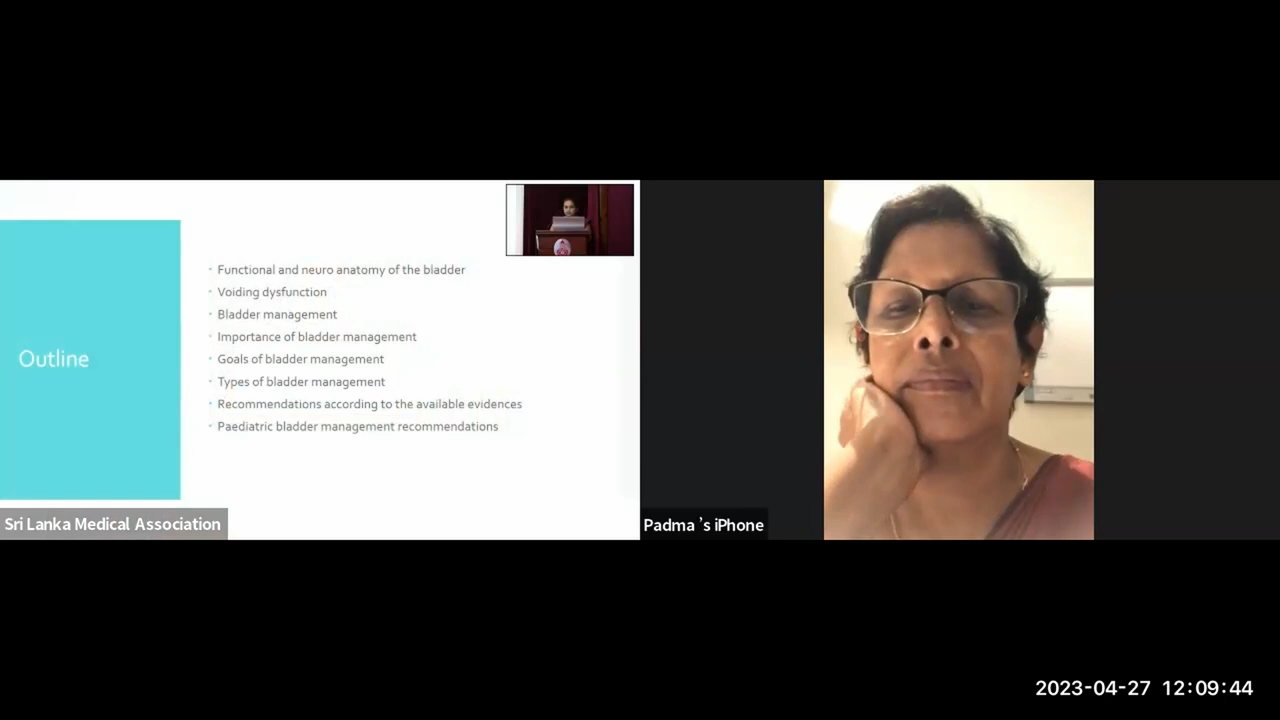 Outline
Functional and neuro anatomy of the bladder
Voiding dysfunction
Bladder management
Importance of bladder management
Goals of bladder management
Types of bladder management
Recommendations according to the available evidences
Paediatric bladder management recommendations
Sri Lanka Medical Association
Padma 's iPhone
2023-04-27 12:09:44